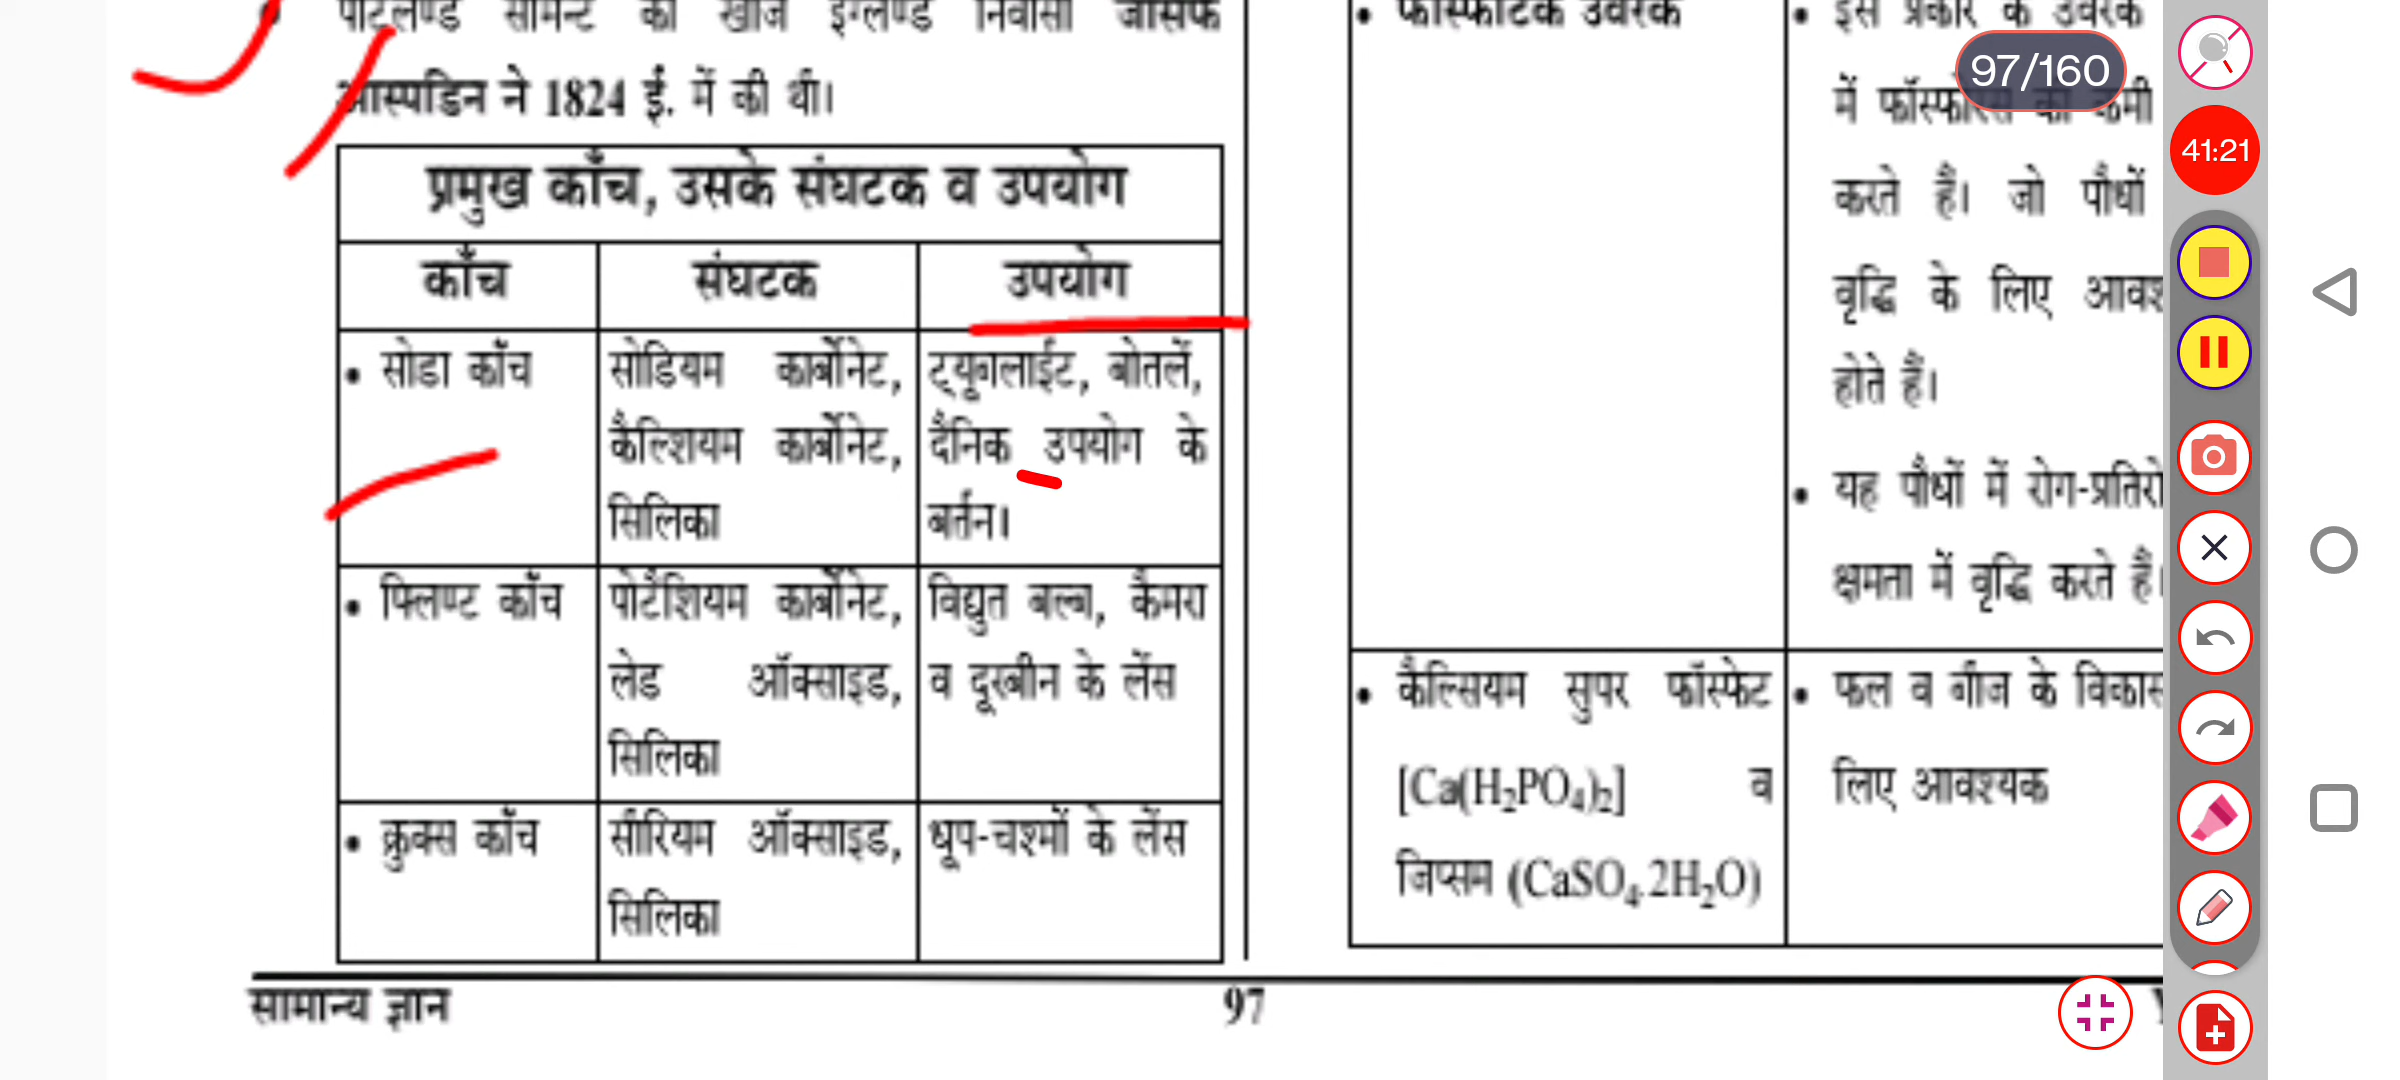 पोर्टलैण्ड सीमेन्ट की खोज इंग्लैण्ड निवासी जोसेफ
आस्पडिन ने 1824 ई. में की थी।
प्रमुख काँच, उसके संघटक व उपयोग
काँच संघटक उपयोग
• सोडा काँच सोडियम कार्बोनेट, ट्यूबलाईट, बोतलें,
कैल्शियम कार्बोनेट, दैनिक उपयोग के
सिलिका बर्तन।
• फ्लिण्ट काँच पोटैशियम कार्बोनेट, विद्युत बल्ब, कैमरा
लेड ऑक्साइड, व दूरबीन के लेंस
सिलिका
• क्रुक्स काँच सीरियम ऑक्साइड, धूप-चश्मों के लेंस
सिलिका
• फास्फेटिक उर्वरक • इस प्रकार के उर्वरक
में फॉस्फोरस की कमी
करते हैं। जो पौधों
वृद्धि के लिए
होते हैं।
• यह पौधों में
क्षमता में वृद्धि करते हैं।
• कैल्सियम सुपर फॉस्फेट • फल व बीज के
[Ca(H₂PO₄)₂] व लिए आवश्यक
जिप्सम (CaSO₄.2H₂O)
सामान्य ज्ञान 97
97/160
41:21